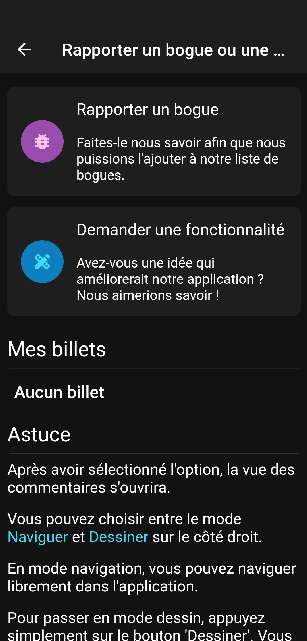 Rapporter un bogue ou une ...
Rapporter un bogue
Faites-le nous savoir afin que nous
puissions l'ajouter à notre liste de
bogues.
Demander une fonctionnalité
Avez-vous une idée qui
améliorerait notre application ?
Nous aimerions savoir !
Mes billets
Aucun billet
Astuce
Après avoir sélectionné l'option, la vue des
commentaires s'ouvrira.
Vous pouvez choisir entre le mode
Naviguer et Dessiner sur le côté droit.
En mode navigation, vous pouvez naviguer
librement dans l'application.
Pour passer en mode dessin, appuyez
simplement sur le bouton 'Dessiner'. Vous